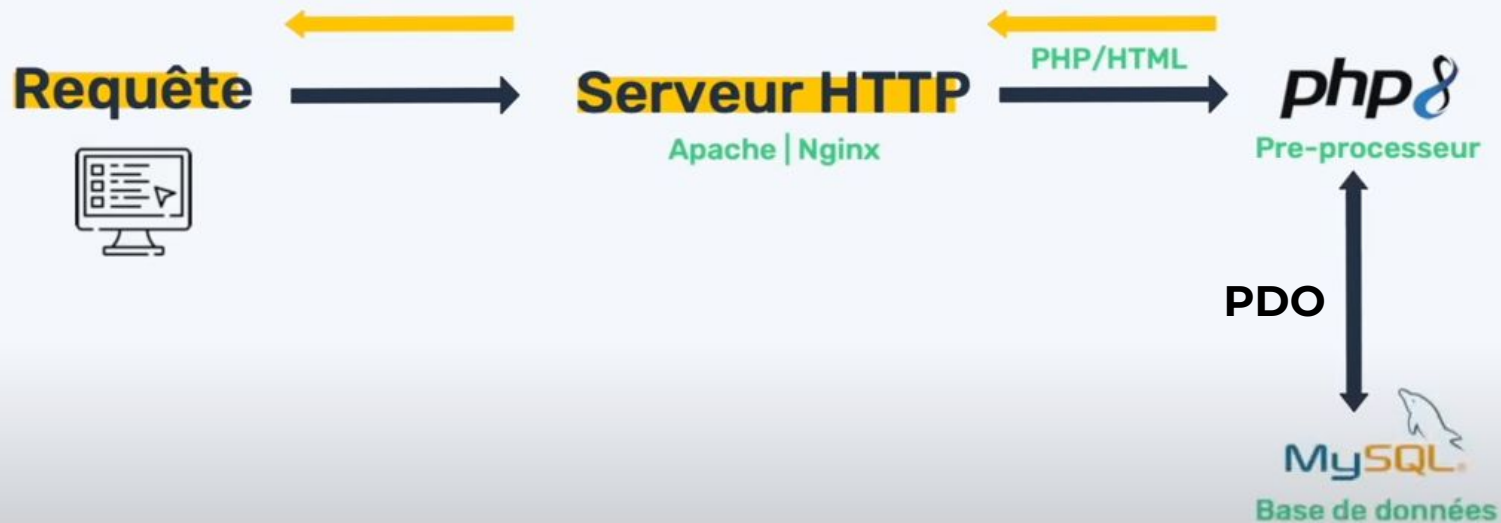 Requête
Serveur HTTP
Apache | Nginx
PHP/HTML
php8
Pre-processeur
PDO
MySQL®
Base de données